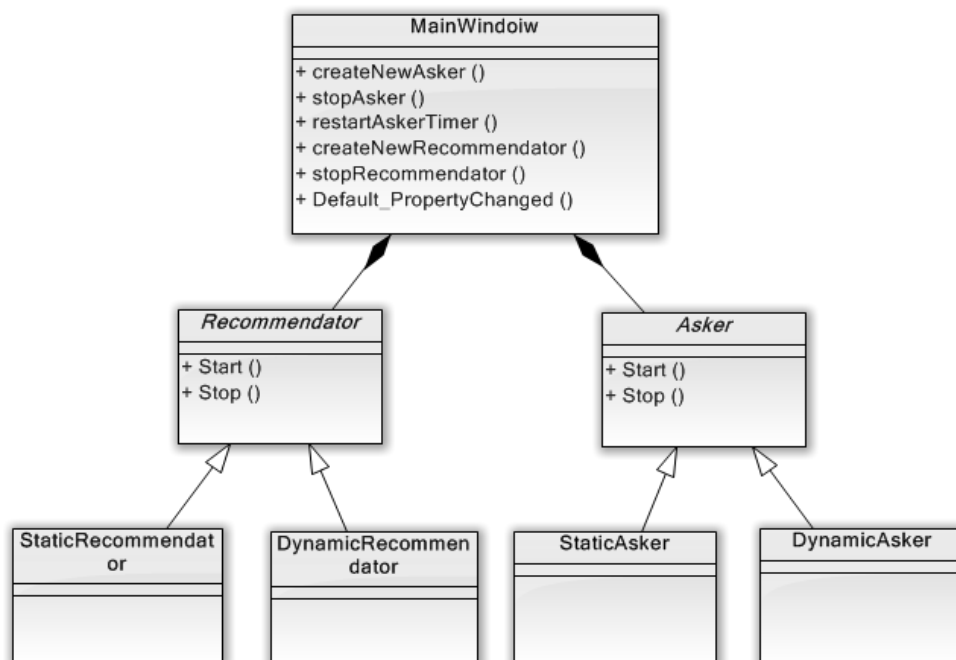 MainWindoiw
+ createNewAsker ()
+ stopAsker ()
+ restartAskerTimer ()
+ createNewRecommendator ()
+ stopRecommendator ()
+ Default_PropertyChanged ()
Recommendator
+ Start ()
+ Stop ()
Asker
+ Start ()
+ Stop ()
StaticRecommendat
or
DynamicRecommen
dator
StaticAsker
DynamicAsker